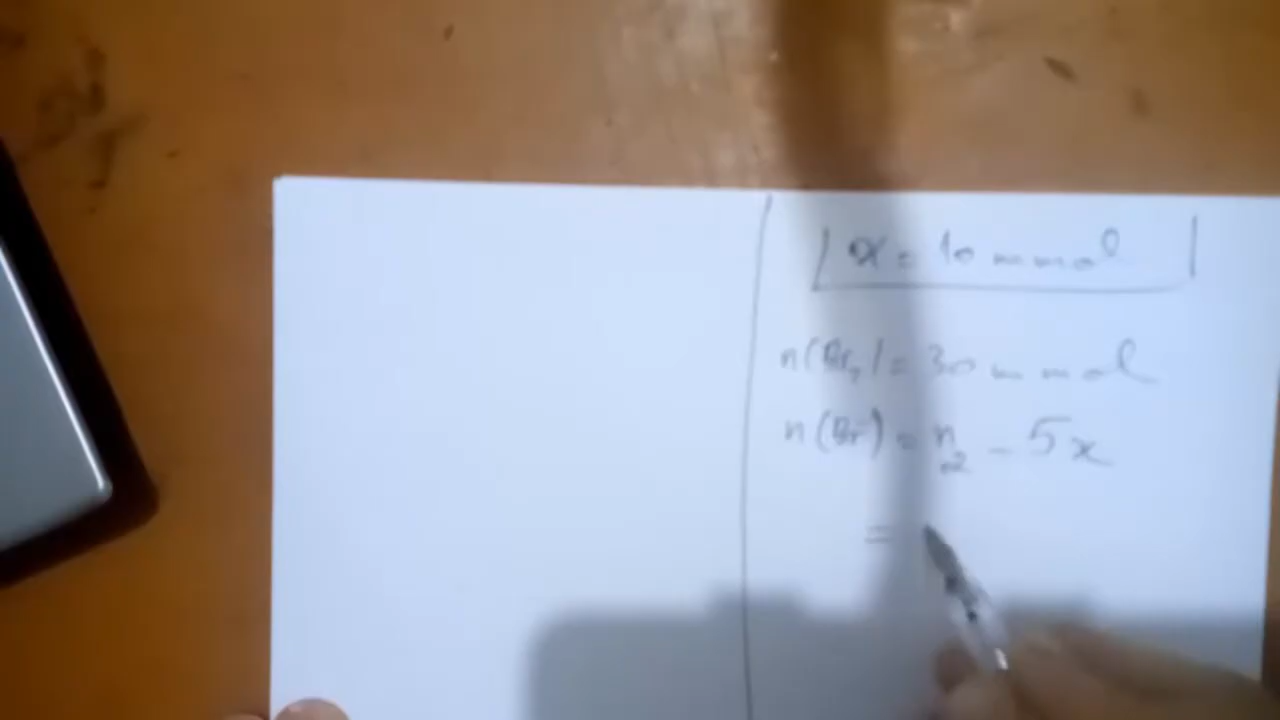 x = 10 mmol
n(Br₂) = 30 mmol
n(Br⁻) = n₂ - 5x
=